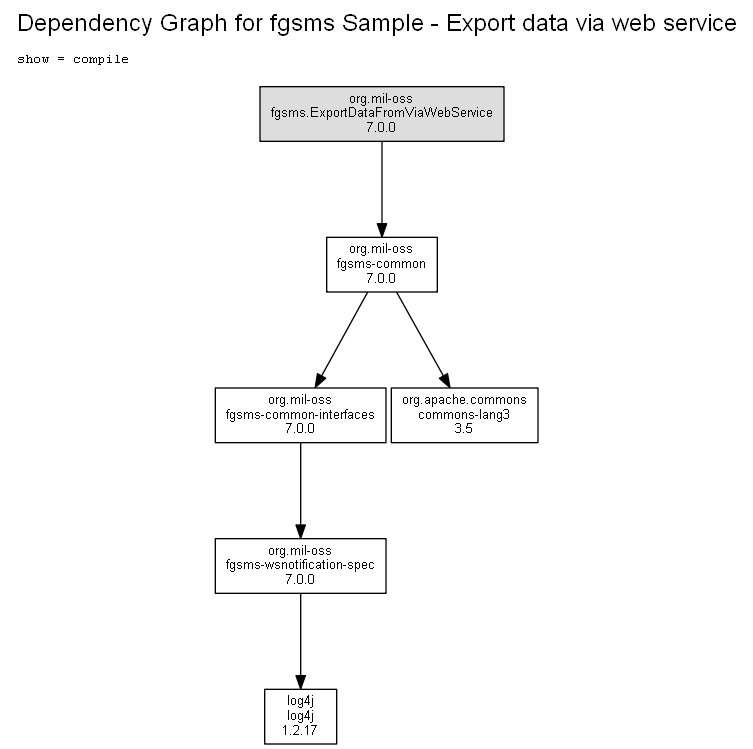 Dependency Graph for fgsms Sample - Export data via web service
show = compile
org.mil-oss
fgsms.ExportDataFromViaWebService
7.0.0
org.mil-oss
fgsms-common
7.0.0
org.mil-oss
fgsms-common-interfaces
7.0.0
org.apache.commons
commons-lang3
3.5
org.mil-oss
fgsms-wsnotification-spec
7.0.0
log4j
log4j
1.2.17